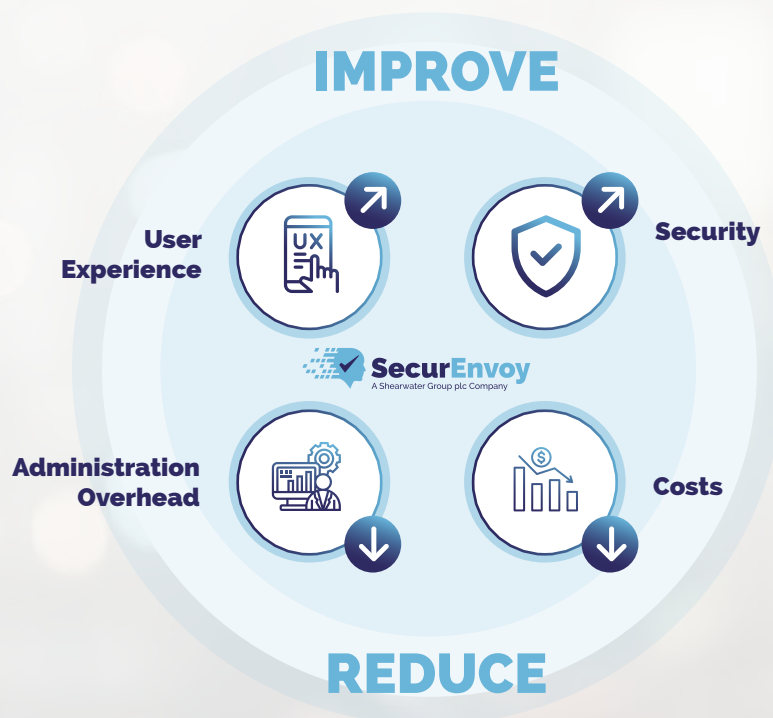 IMPROVE
User
Experience
UX
Security
SecurEnvoy
A Shearwater Group plc Company
Administration
Overhead
$
Costs
REDUCE